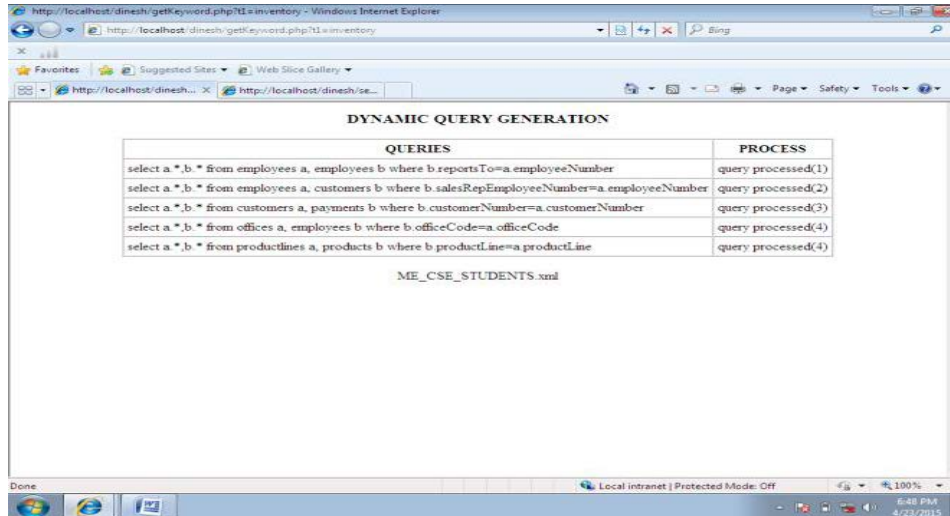 http://localhost/dinesh/getKeyword.php?t1=inventory - Windows Internet Explorer
http://localhost/dinesh/getKeyword.php?t1=inventory Bing
Favorites Suggested Sites Web Slice Gallery
http://localhost/dinesh... http://localhost/dinesh/se... Page Safety Tools
DYNAMIC QUERY GENERATION
QUERIES PROCESS
select a.*,b.* from employees a, employees b where b.reportsTo=a.employeeNumber query processed(1)
select a.*,b.* from employees a, customers b where b.salesRepEmployeeNumber=a.employeeNumber query processed(2)
select a.*,b.* from customers a, payments b where b.customerNumber=a.customerNumber query processed(3)
select a.*,b.* from offices a, employees b where b.officeCode=a.officeCode query processed(4)
select a.*,b.* from productlines a, products b where b.productLine=a.productLine query processed(4)
ME_CSE_STUDENTS.xml
Done Local intranet | Protected Mode: Off 100%
6:48 PM
4/23/2015